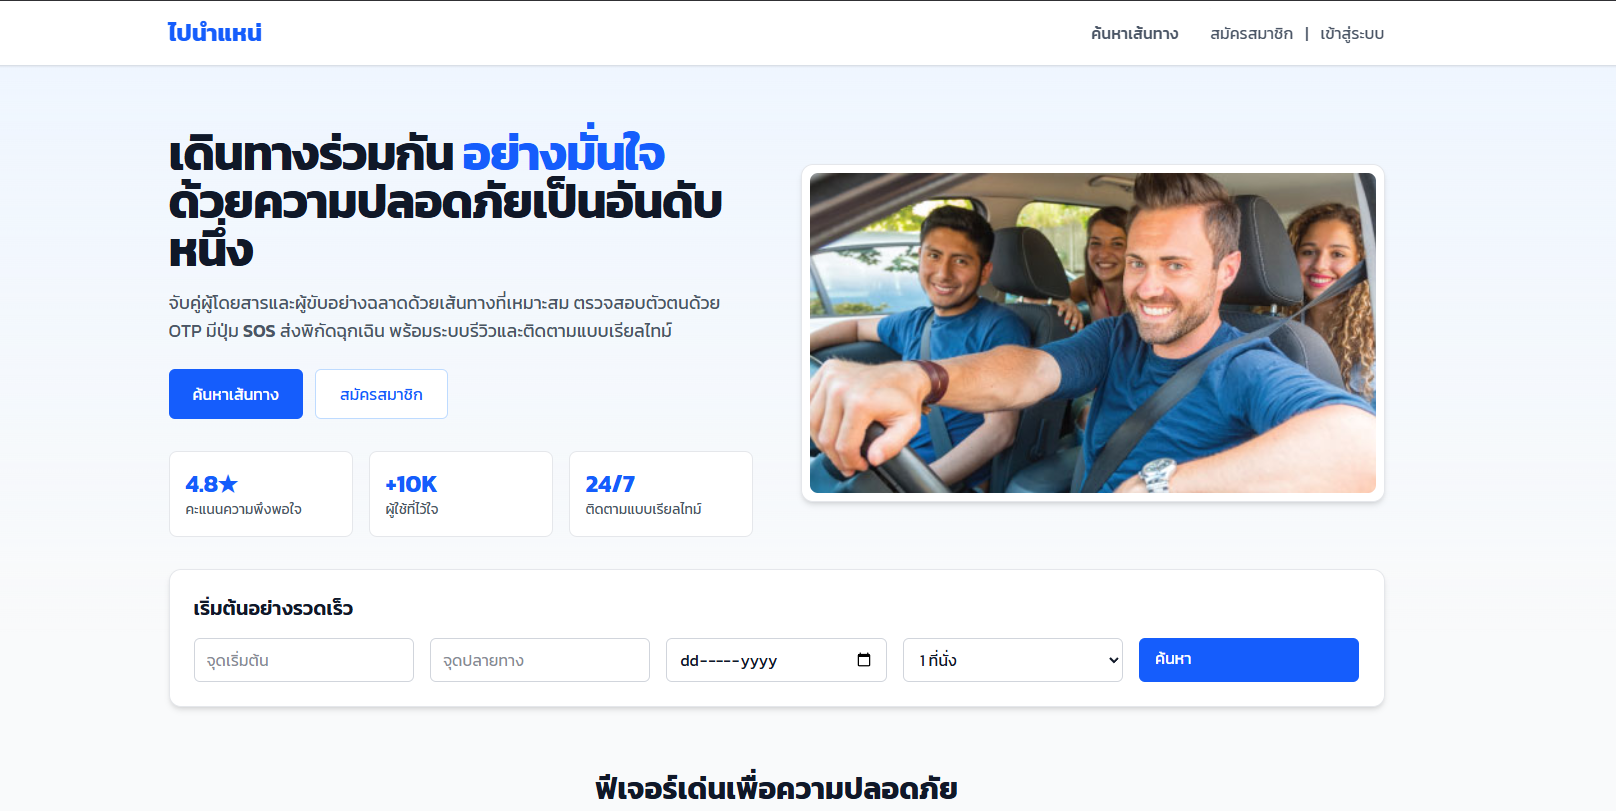 ไปนำแหน่
ค้นหาเส้นทาง สมัครสมาชิก | เข้าสู่ระบบ
เดินทางร่วมกัน อย่างมั่นใจ
ด้วยความปลอดภัยเป็นอันดับ
หนึ่ง
จับคู่ผู้โดยสารและผู้ขับอย่างฉลาดด้วยเส้นทางที่เหมาะสม ตรวจสอบตัวตนด้วย
OTP มีปุ่ม SOS ส่งพิกัดฉุกเฉิน พร้อมระบบรีวิวและติดตามแบบเรียลไทม์
ค้นหาเส้นทาง สมัครสมาชิก
4.8★ +10K 24/7
คะแนนความพึงพอใจ ผู้ใช้ที่ไว้ใจ ติดตามแบบเรียลไทม์
เริ่มต้นอย่างรวดเร็ว
จุดเริ่มต้น จุดปลายทาง dd-----yyyy 1 ที่นั่ง ค้นหา
ฟีเจอร์เด่นเพื่อความปลอดภัย